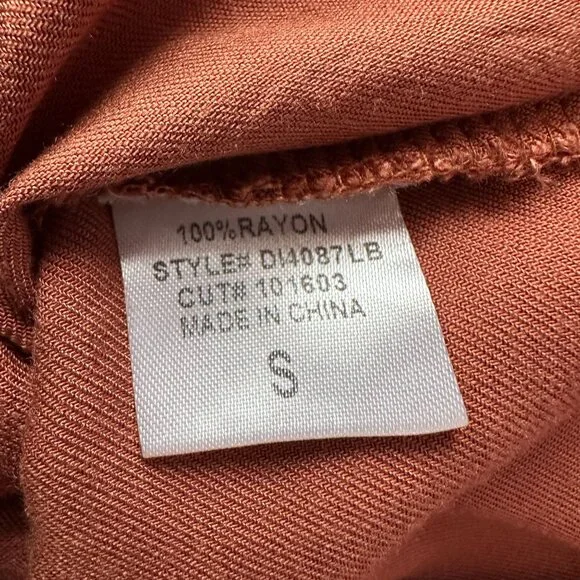 100%RAYON
STYLE# DI4087LB
CUT# 101603
MADE IN CHINA
S